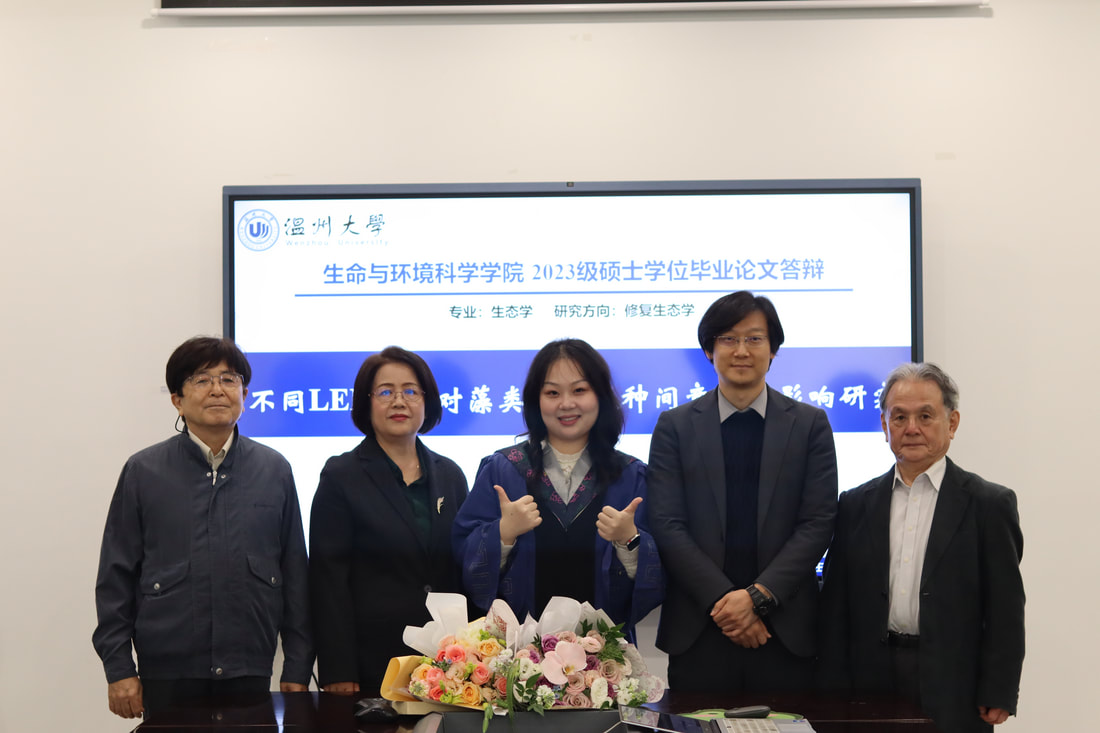 温州大學
Wenzhou University
生命与环境科学学院 2023级硕士学位毕业论文答辩
专业：生态学 研究方向：修复生态学
不同LE 对藻类 种间竞 影响研究